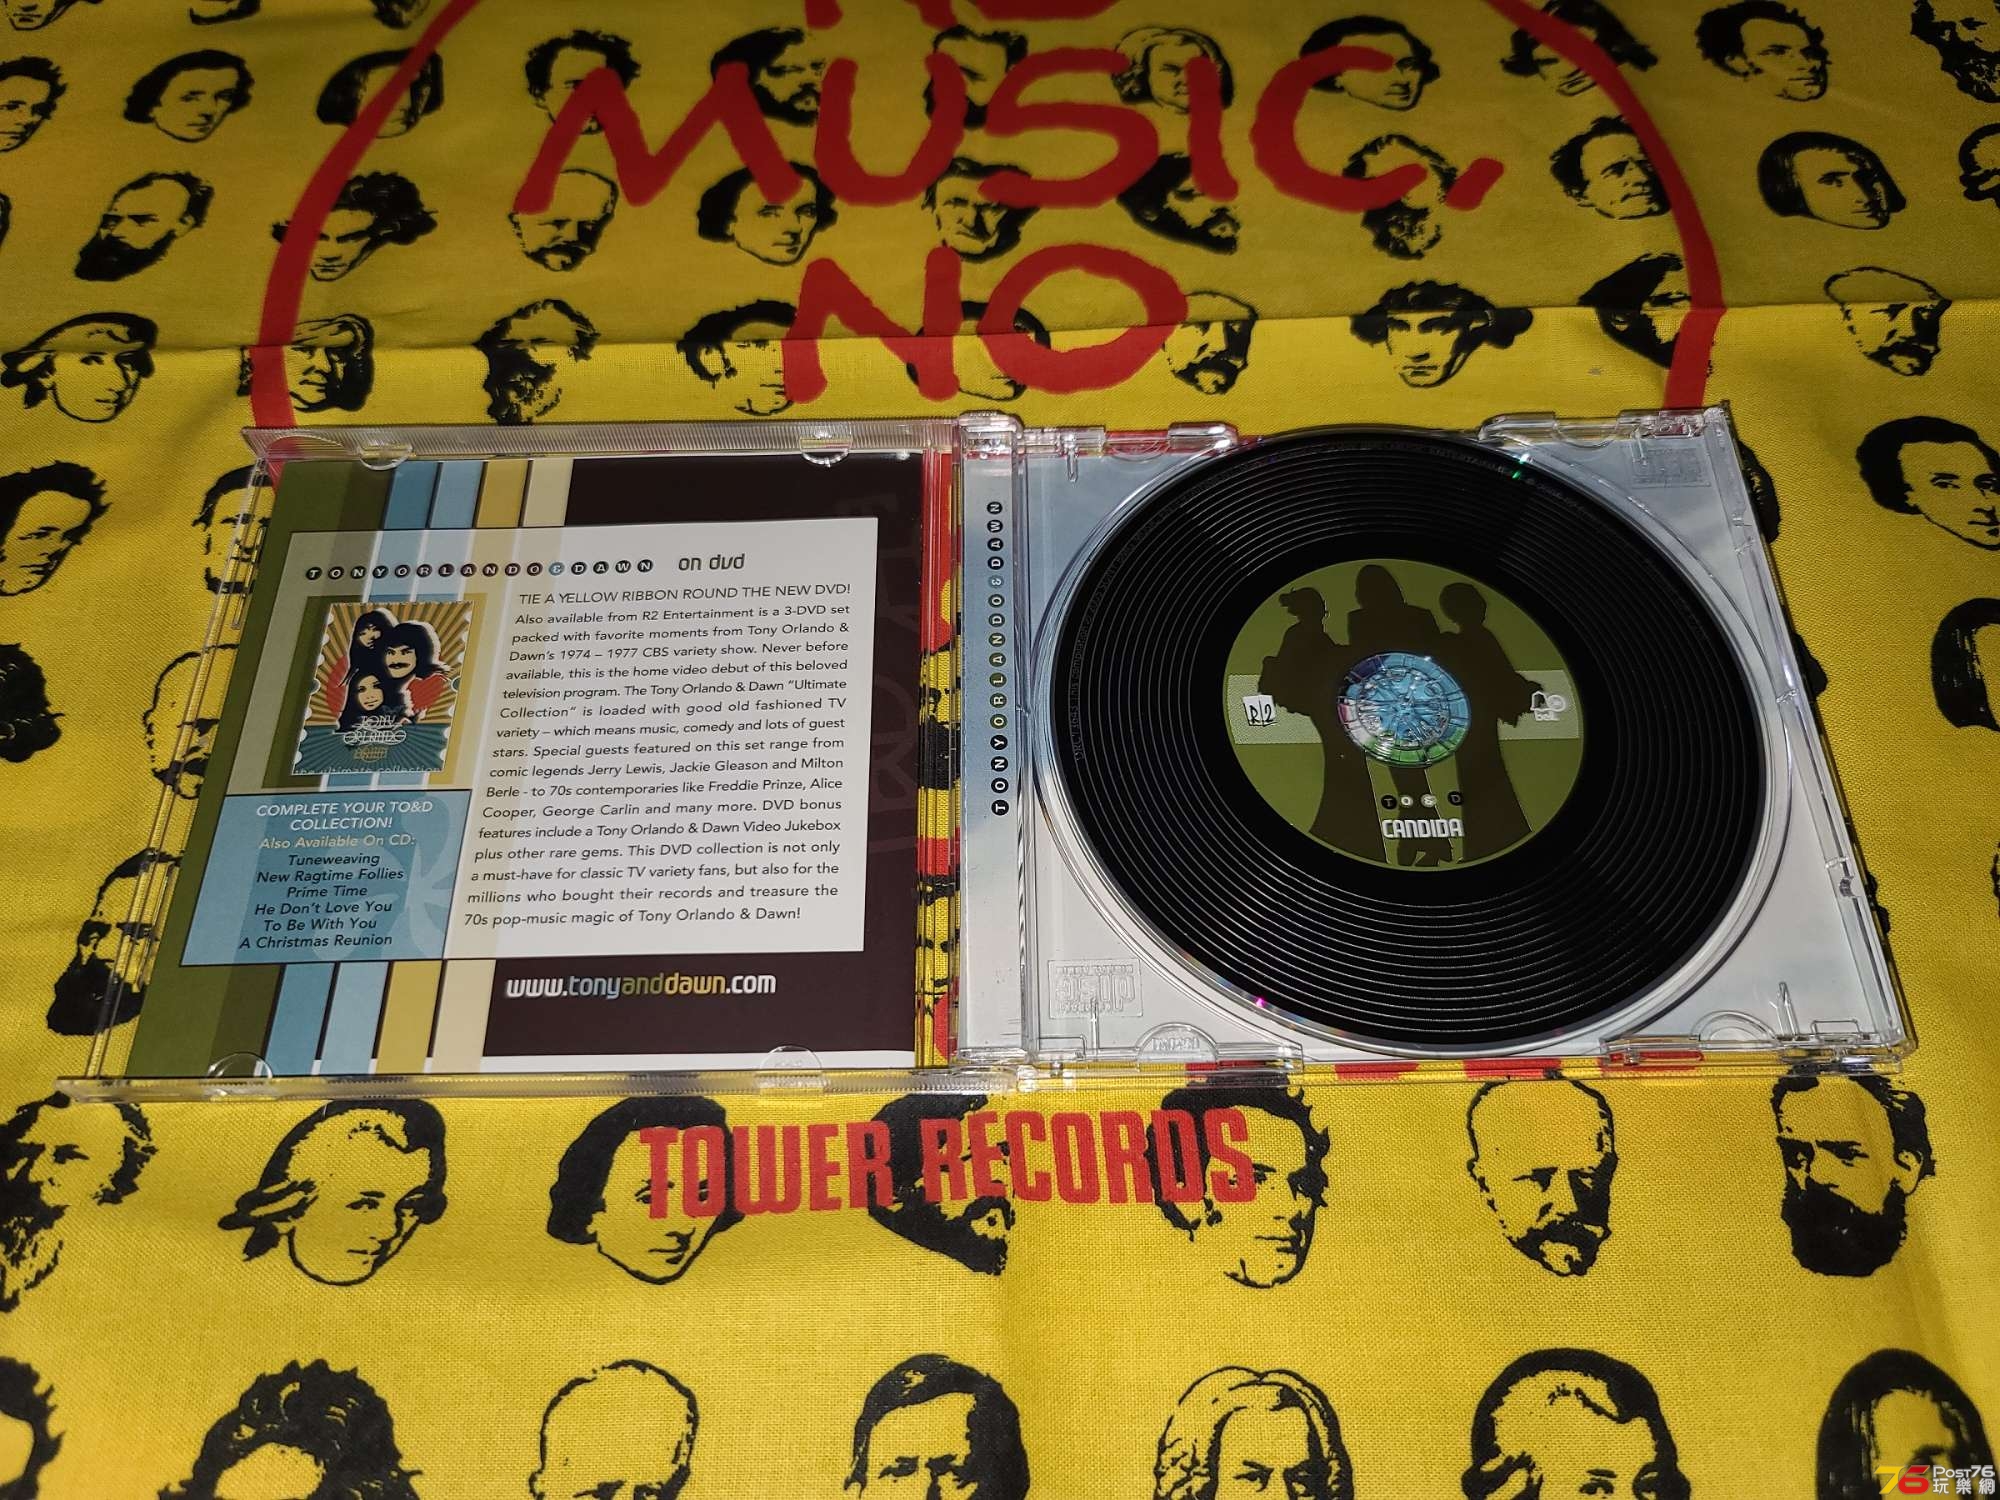 NO
MUSIC,
NO
TONY ORLANDO & DAWN on dvd
TIE A YELLOW RIBBON ROUND THE NEW DVD!
Also available from R2 Entertainment is a 3-DVD set
packed with favorite moments from Tony Orlando &
Dawn's 1974 – 1977 CBS variety show. Never before
available, this is the home video debut of this beloved
television program. The Tony Orlando & Dawn "Ultimate
Collection" is loaded with good old fashioned TV
variety – which means music, comedy and lots of guest
stars. Special guests featured on this set range from
comic legends Jerry Lewis, Jackie Gleason and Milton
Berle - to 70s contemporaries like Freddie Prinze, Alice
Cooper, George Carlin and many more. DVD bonus
features include a Tony Orlando & Dawn Video Jukebox
plus other rare gems. This DVD collection is not only
a must-have for classic TV variety fans, but also for the
millions who bought their records and treasure the
70s pop-music magic of Tony Orlando & Dawn!
TONY
ORLANDO
the ultimate collection
COMPLETE YOUR TO&D
COLLECTION!
Also Available On CD:
Tuneweaving
New Ragtime Follies
Prime Time
He Don't Love You
To Be With You
A Christmas Reunion
www.tonyanddawn.com
TONY ORLANDO & DAWN
R2
bell
TO & D
CANDIDA
TOWER RECORDS
76 Post76
玩樂網